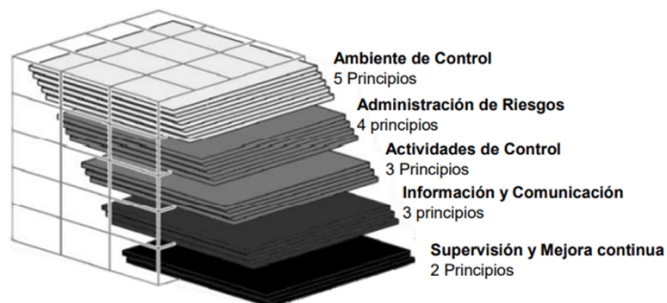 Ambiente de Control
5 Principios
Administración de Riesgos
4 principios
Actividades de Control
3 Principios
Información y Comunicación
3 principios
Supervisión y Mejora continua
2 Principios